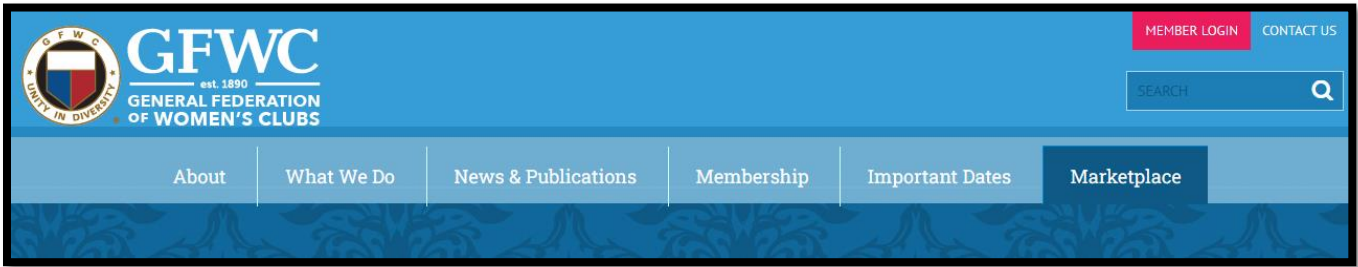 GFWC
UNITY IN DIVERSITY
GFWC
est. 1890
GENERAL FEDERATION
OF WOMEN'S CLUBS
MEMBER LOGIN
CONTACT US
SEARCH
About
What We Do
News & Publications
Membership
Important Dates
Marketplace